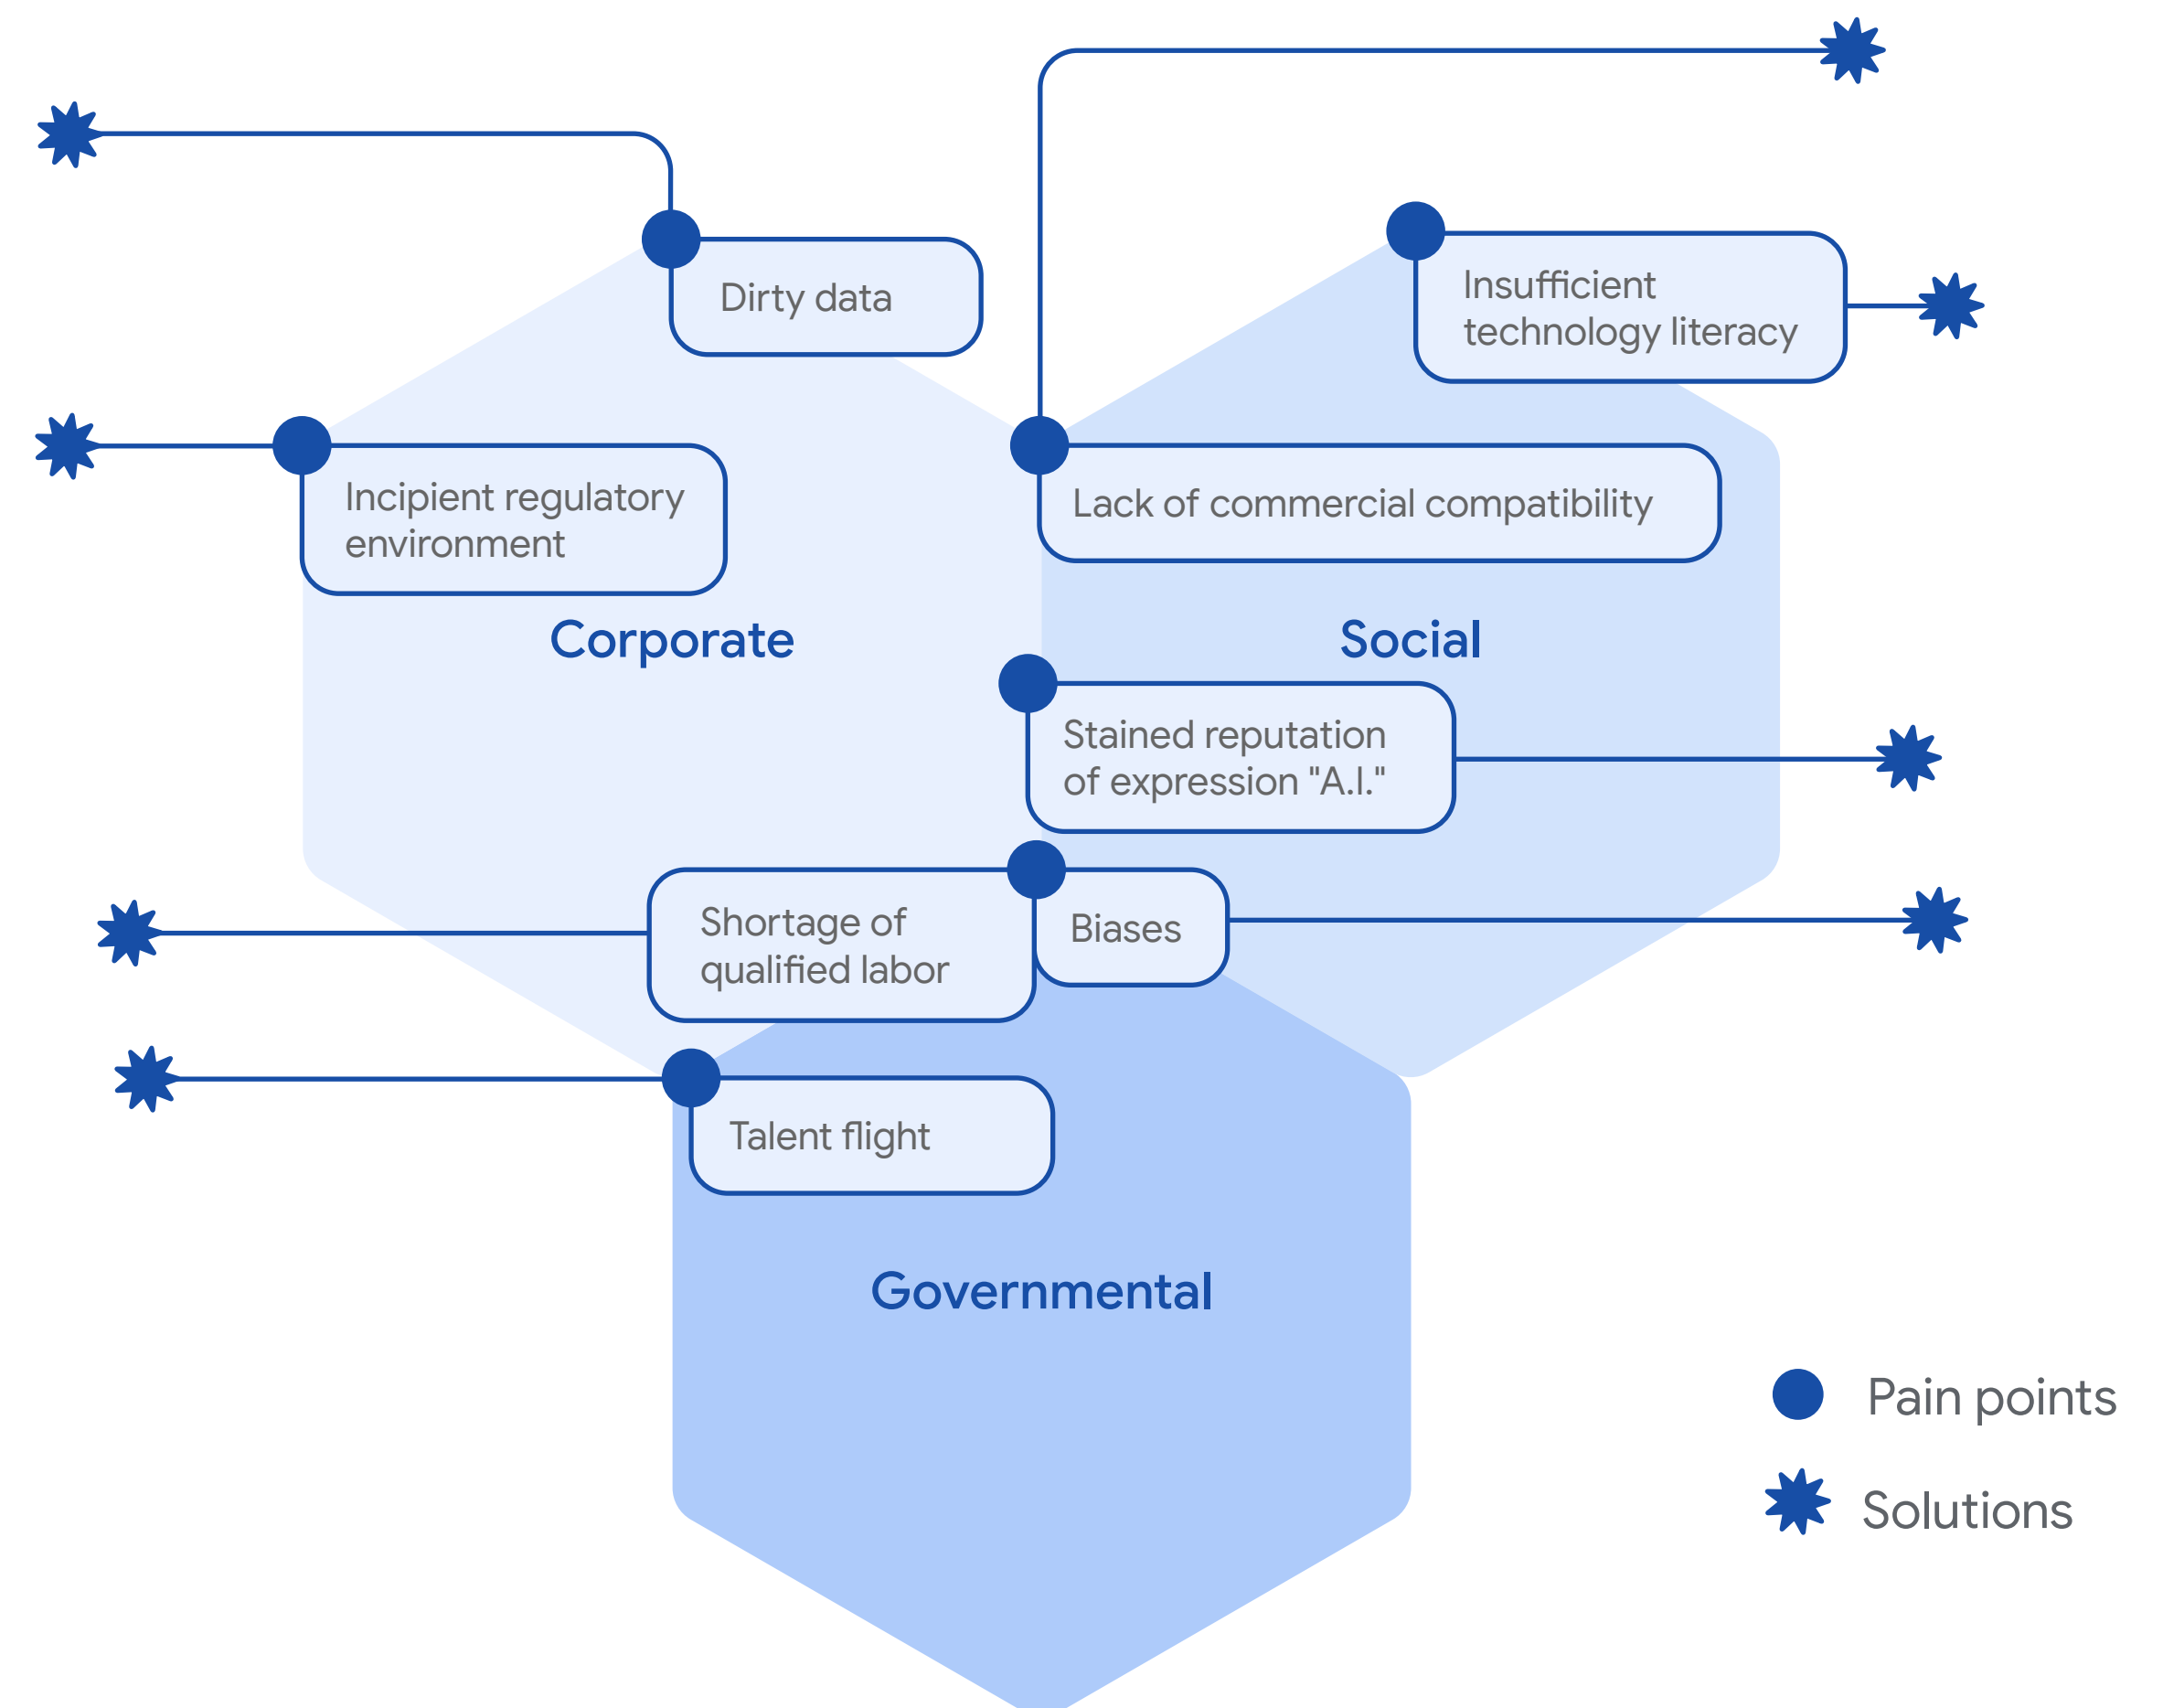 Dirty data
Insufficient
technology literacy
Incipient regulatory
environment
Lack of commercial compatibility
Corporate
Social
Stained reputation
of expression "A.I."
Shortage of
qualified labor
Biases
Talent flight
Governmental
Pain points
Solutions